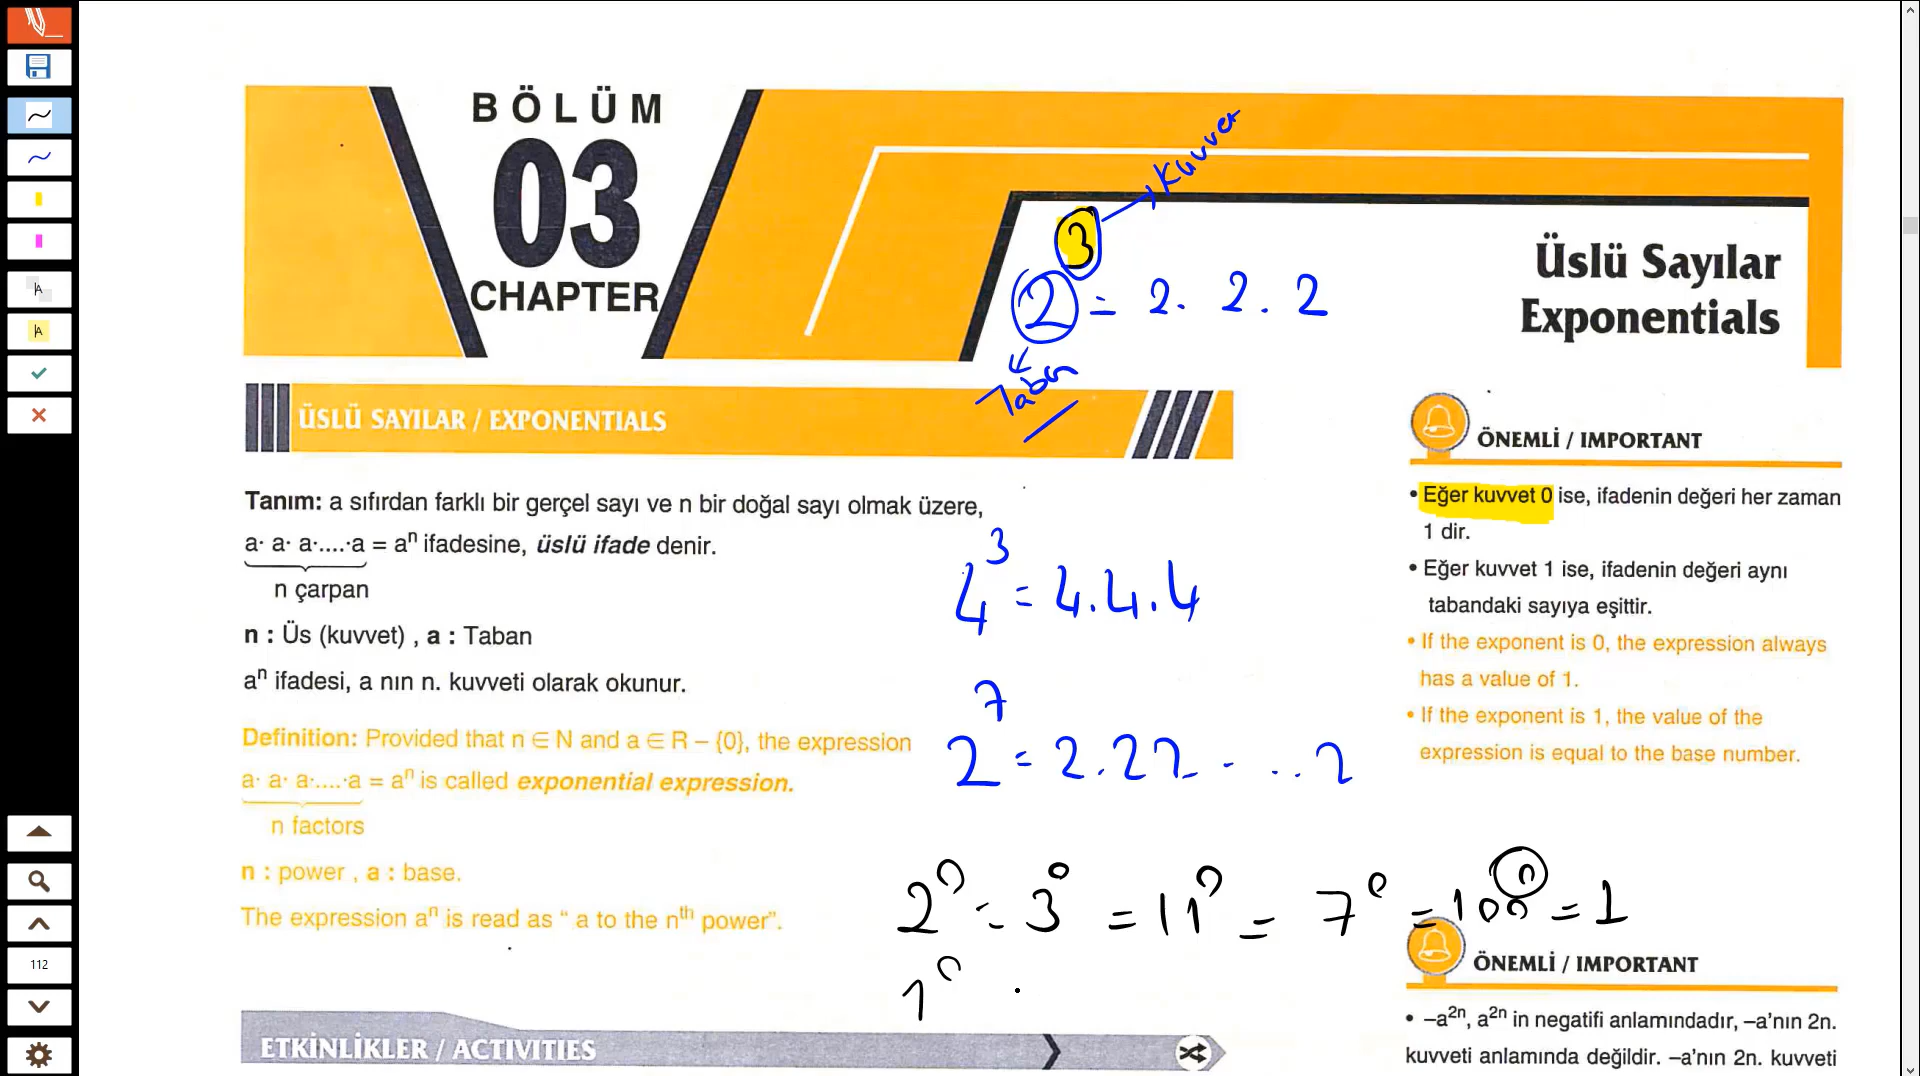 BÖLÜM
03
CHAPTER
Kuvvet
3
2 = 2. 2. 2
Taban
Üslü Sayılar
Exponentials
ÜSLÜ SAYILAR / EXPONENTIALS
Tanım: a sıfırdan farklı bir gerçel sayı ve n bir doğal sayı olmak üzere,
a· a· a·....·a = aⁿ ifadesine, üslü ifade denir.
n çarpan
n : Üs (kuvvet) , a : Taban
aⁿ ifadesi, a nın n. kuvveti olarak okunur.
Definition: Provided that n ∈ N and a ∈ R – {0}, the expression
a· a· a·....·a = aⁿ is called exponential expression.
n factors
n : power , a : base.
The expression aⁿ is read as “ a to the nᵗʰ power”.
4³ = 4.4.4
2⁷ = 2.22. . ...2
2⁰ = 3⁰ = 11⁰ = 7⁰ = 100⁰ = 1
1⁰ .
ÖNEMLİ / IMPORTANT
• Eğer kuvvet 0 ise, ifadenin değeri her zaman
1 dir.
• Eğer kuvvet 1 ise, ifadenin değeri aynı
tabandaki sayıya eşittir.
• If the exponent is 0, the expression always
has a value of 1.
• If the exponent is 1, the value of the
expression is equal to the base number.
ÖNEMLİ / IMPORTANT
• –a²ⁿ, a²ⁿ in negatifi anlamındadır, –a’nın 2n.
kuvveti anlamında değildir. –a’nın 2n. kuvveti
ETKİNLİKLER / ACTIVITIES
112